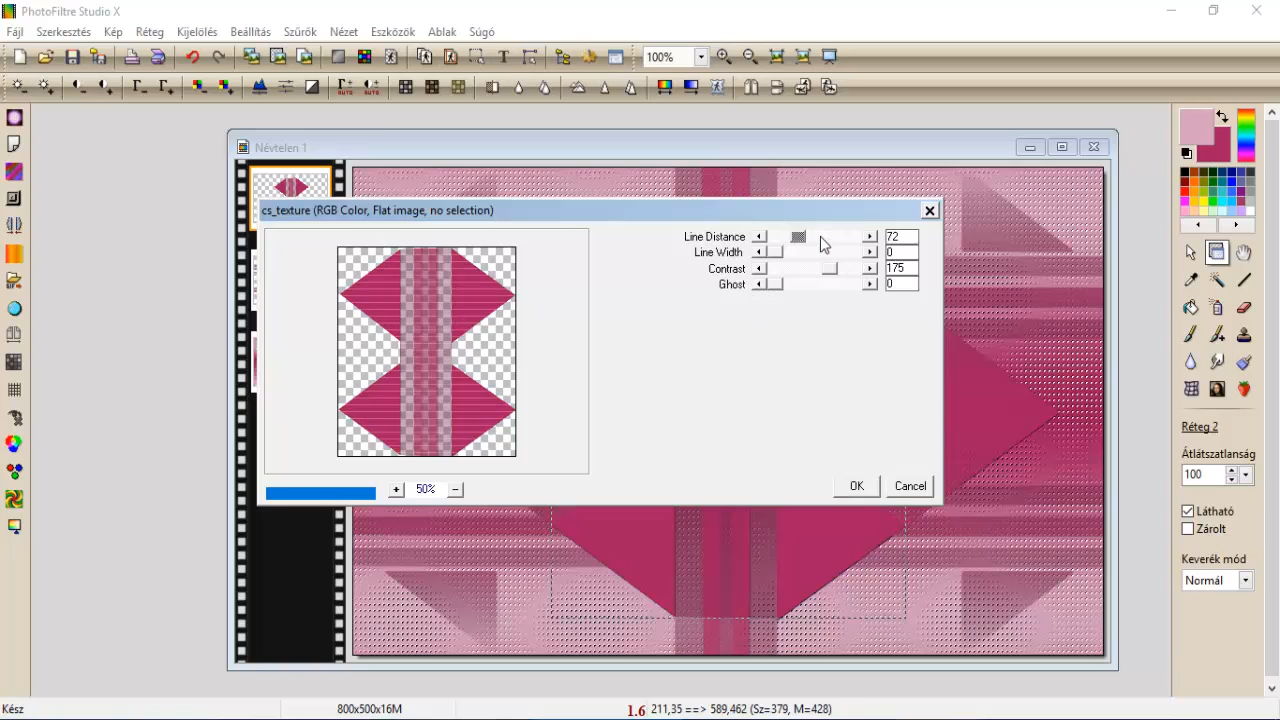 PhotoFiltre Studio X
Fájl Szerkesztés Kép Réteg Kijelölés Beállítás Szűrők Nézet Eszközök Ablak Súgó
100%
AUTO AUTO
Névtelen 1
cs_texture (RGB Color, Flat image, no selection)
Line Distance 72
Line Width 0
Contrast 175
Ghost 0
50%
OK Cancel
Réteg 2
Átlátszatlanság
100
Látható
Zárolt
Keverék mód
Normál
Kész 800x500x16M 1.6 211,35 ==> 589,462 (Sz=379, M=428)